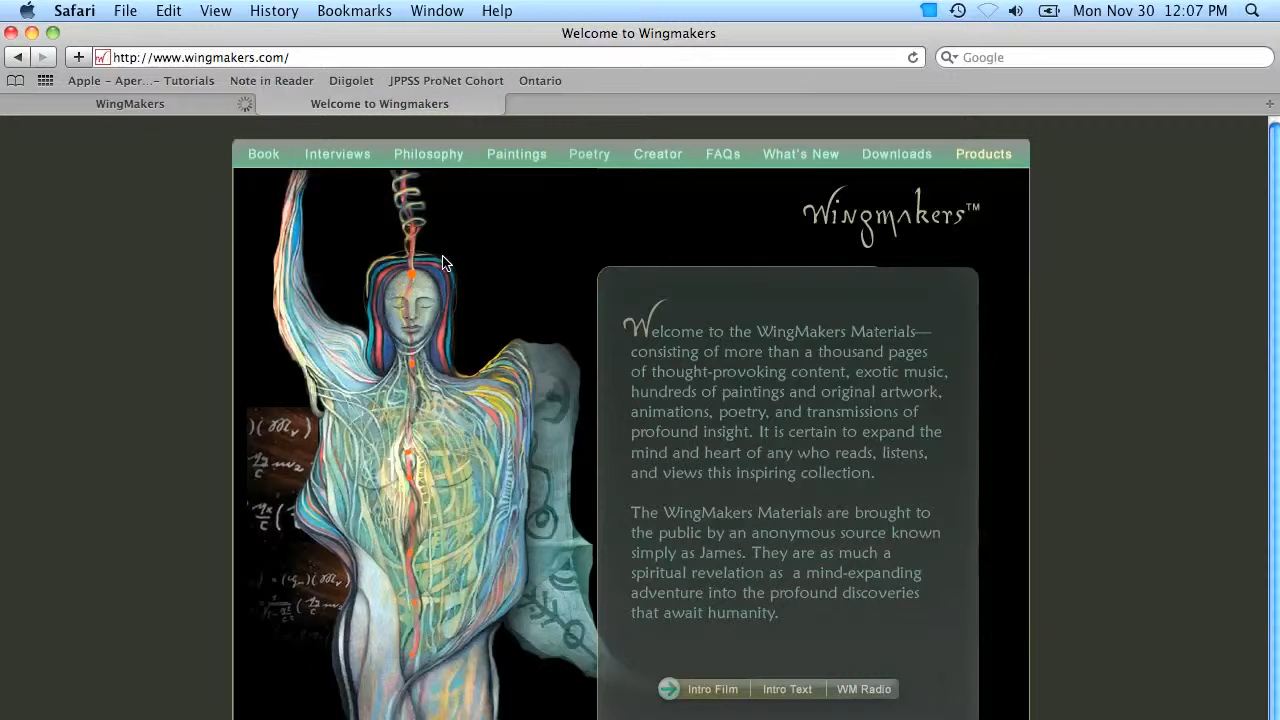 Safari File Edit View History Bookmarks Window Help Mon Nov 30 12:07 PM
Welcome to Wingmakers
http://www.wingmakers.com/ Google
Apple - Aper...- Tutorials Note in Reader Diigolet JPPSS ProNet Cohort Ontario
WingMakers Welcome to Wingmakers
Book Interviews Philosophy Paintings Poetry Creator FAQs What's New Downloads Products
Wingmakers™
Welcome to the WingMakers Materials—
consisting of more than a thousand pages
of thought-provoking content, exotic music,
hundreds of paintings and original artwork,
animations, poetry, and transmissions of
profound insight. It is certain to expand the
mind and heart of any who reads, listens,
and views this inspiring collection.
The WingMakers Materials are brought to
the public by an anonymous source known
simply as James. They are as much a
spiritual revelation as a mind-expanding
adventure into the profound discoveries
that await humanity.
Intro Film Intro Text WM Radio